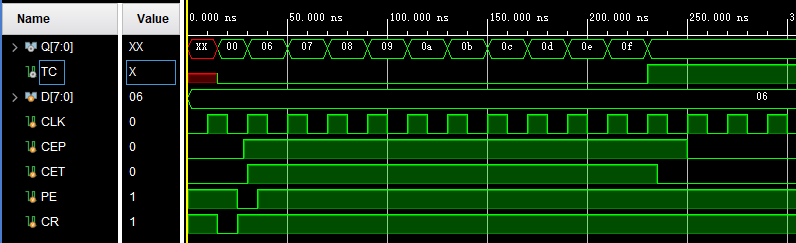 Name Value 0.000 ns 50.000 ns 100.000 ns 150.000 ns 200.000 ns 250.000 ns 3
Q[7:0] XX XX 00 06 07 08 09 0a 0b 0c 0d 0e 0f
TC X
D[7:0] 06 06
CLK 0
CEP 0
CET 0
PE 1
CR 1